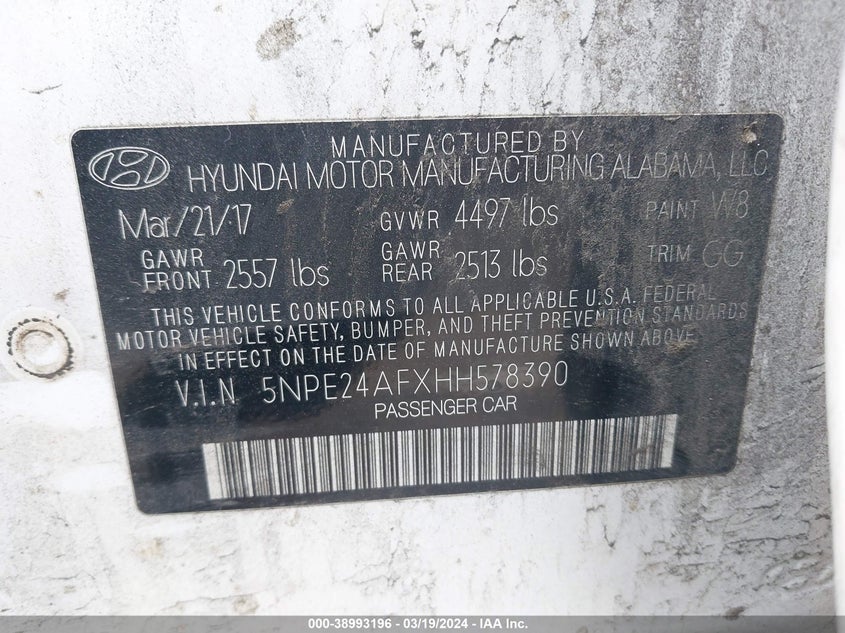 MANUFACTURED BY
HYUNDAI MOTOR MANUFACTURING ALABAMA, LLC
Mar/21/17 GVWR 4497 lbs PAINT W8
GAWR FRONT 2557 lbs GAWR REAR 2513 lbs TRIM GG
THIS VEHICLE CONFORMS TO ALL APPLICABLE U.S.A. FEDERAL
MOTOR VEHICLE SAFETY, BUMPER, AND THEFT PREVENTION STANDARDS
IN EFFECT ON THE DATE OF MANUFACTURE SHOWN ABOVE.
V.I.N 5NPE24AFXHH578390
PASSENGER CAR
000-38993196 - 03/19/2024 - IAA Inc.